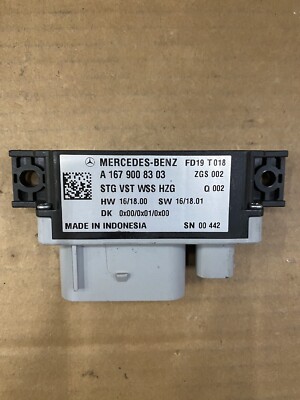 MERCEDES-BENZ FD19 T 018
A 167 900 83 03 ZGS 002
STG VST WSS HZG Q 002
HW 16/18.00 SW 16/18.01
DK 0x00/0x01/0x00
MADE IN INDONESIA SN 00 442